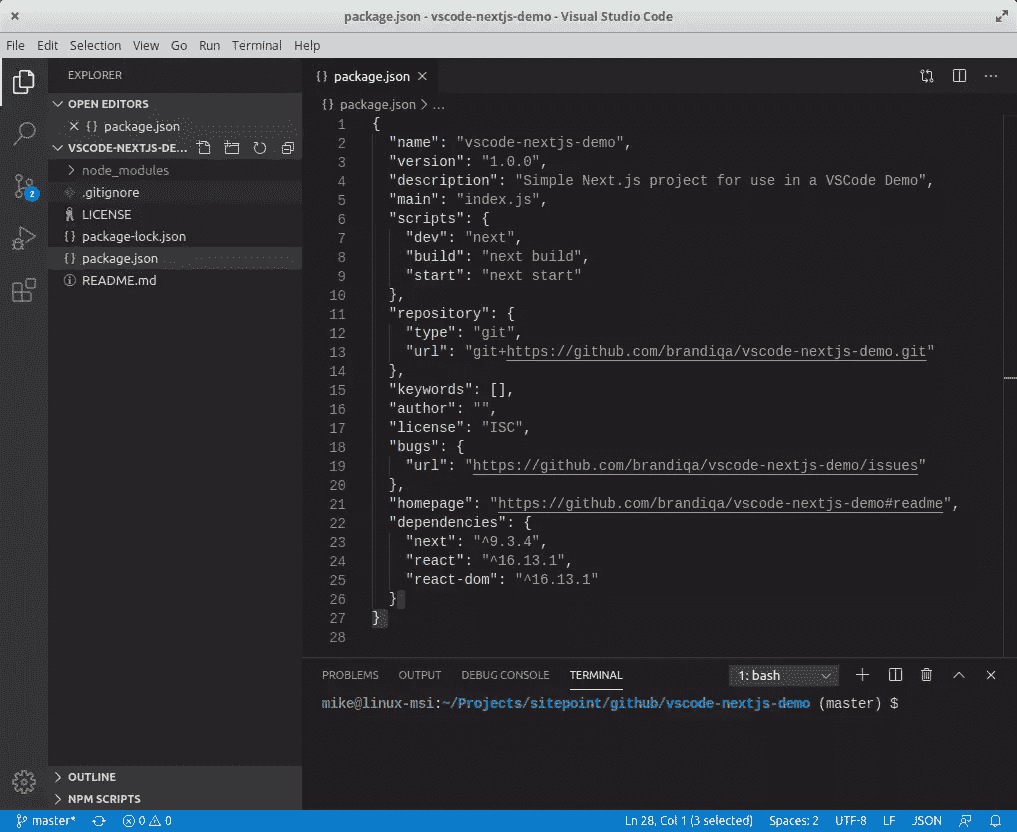 package.json - vscode-nextjs-demo - Visual Studio Code
File Edit Selection View Go Run Terminal Help
EXPLORER
OPEN EDITORS
{} package.json
VSCODE-NEXTJS-DE...
node_modules
.gitignore
LICENSE
{} package-lock.json
{} package.json
README.md
OUTLINE
NPM SCRIPTS
2
{} package.json
{} package.json > ...
1 {
2 "name": "vscode-nextjs-demo",
3 "version": "1.0.0",
4 "description": "Simple Next.js project for use in a VSCode Demo",
5 "main": "index.js",
6 "scripts": {
7 "dev": "next",
8 "build": "next build",
9 "start": "next start"
10 },
11 "repository": {
12 "type": "git",
13 "url": "git+https://github.com/brandiqa/vscode-nextjs-demo.git"
14 },
15 "keywords": [],
16 "author": "",
17 "license": "ISC",
18 "bugs": {
19 "url": "https://github.com/brandiqa/vscode-nextjs-demo/issues"
20 },
21 "homepage": "https://github.com/brandiqa/vscode-nextjs-demo#readme",
22 "dependencies": {
23 "next": "^9.3.4",
24 "react": "^16.13.1",
25 "react-dom": "^16.13.1"
26 }
27 }
28
PROBLEMS OUTPUT DEBUG CONSOLE TERMINAL 1: bash
mike@linux-msi:~/Projects/sitepoint/github/vscode-nextjs-demo (master) $
master* 0 0 Ln 28, Col 1 (3 selected) Spaces: 2 UTF-8 LF JSON